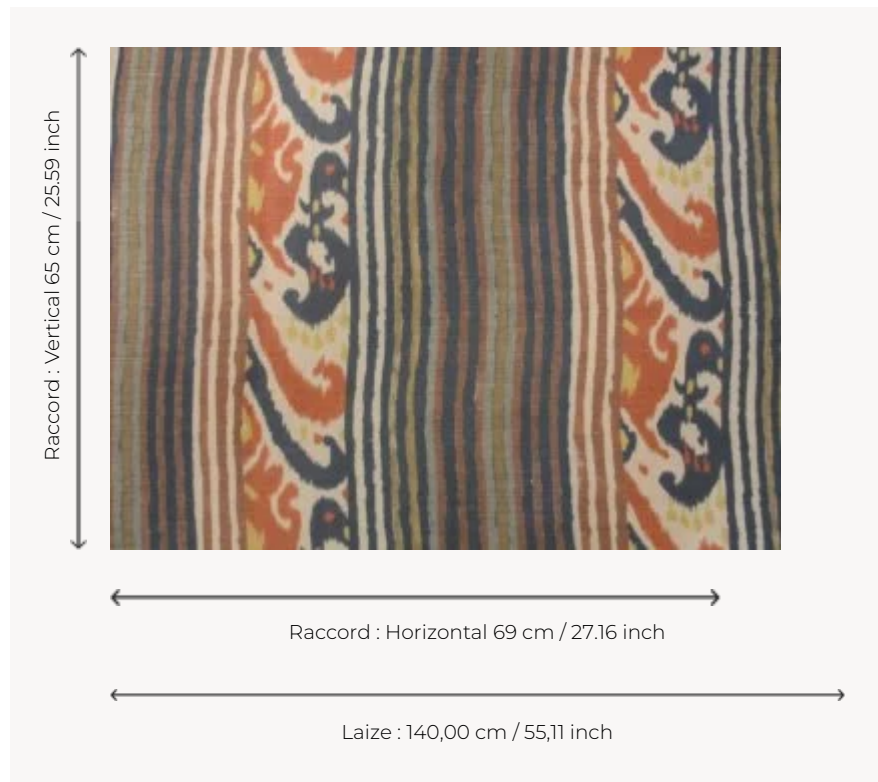 Raccord : Vertical 65 cm / 25.59 inch
Raccord : Horizontal 69 cm / 27.16 inch
Laize : 140,00 cm / 55,11 inch